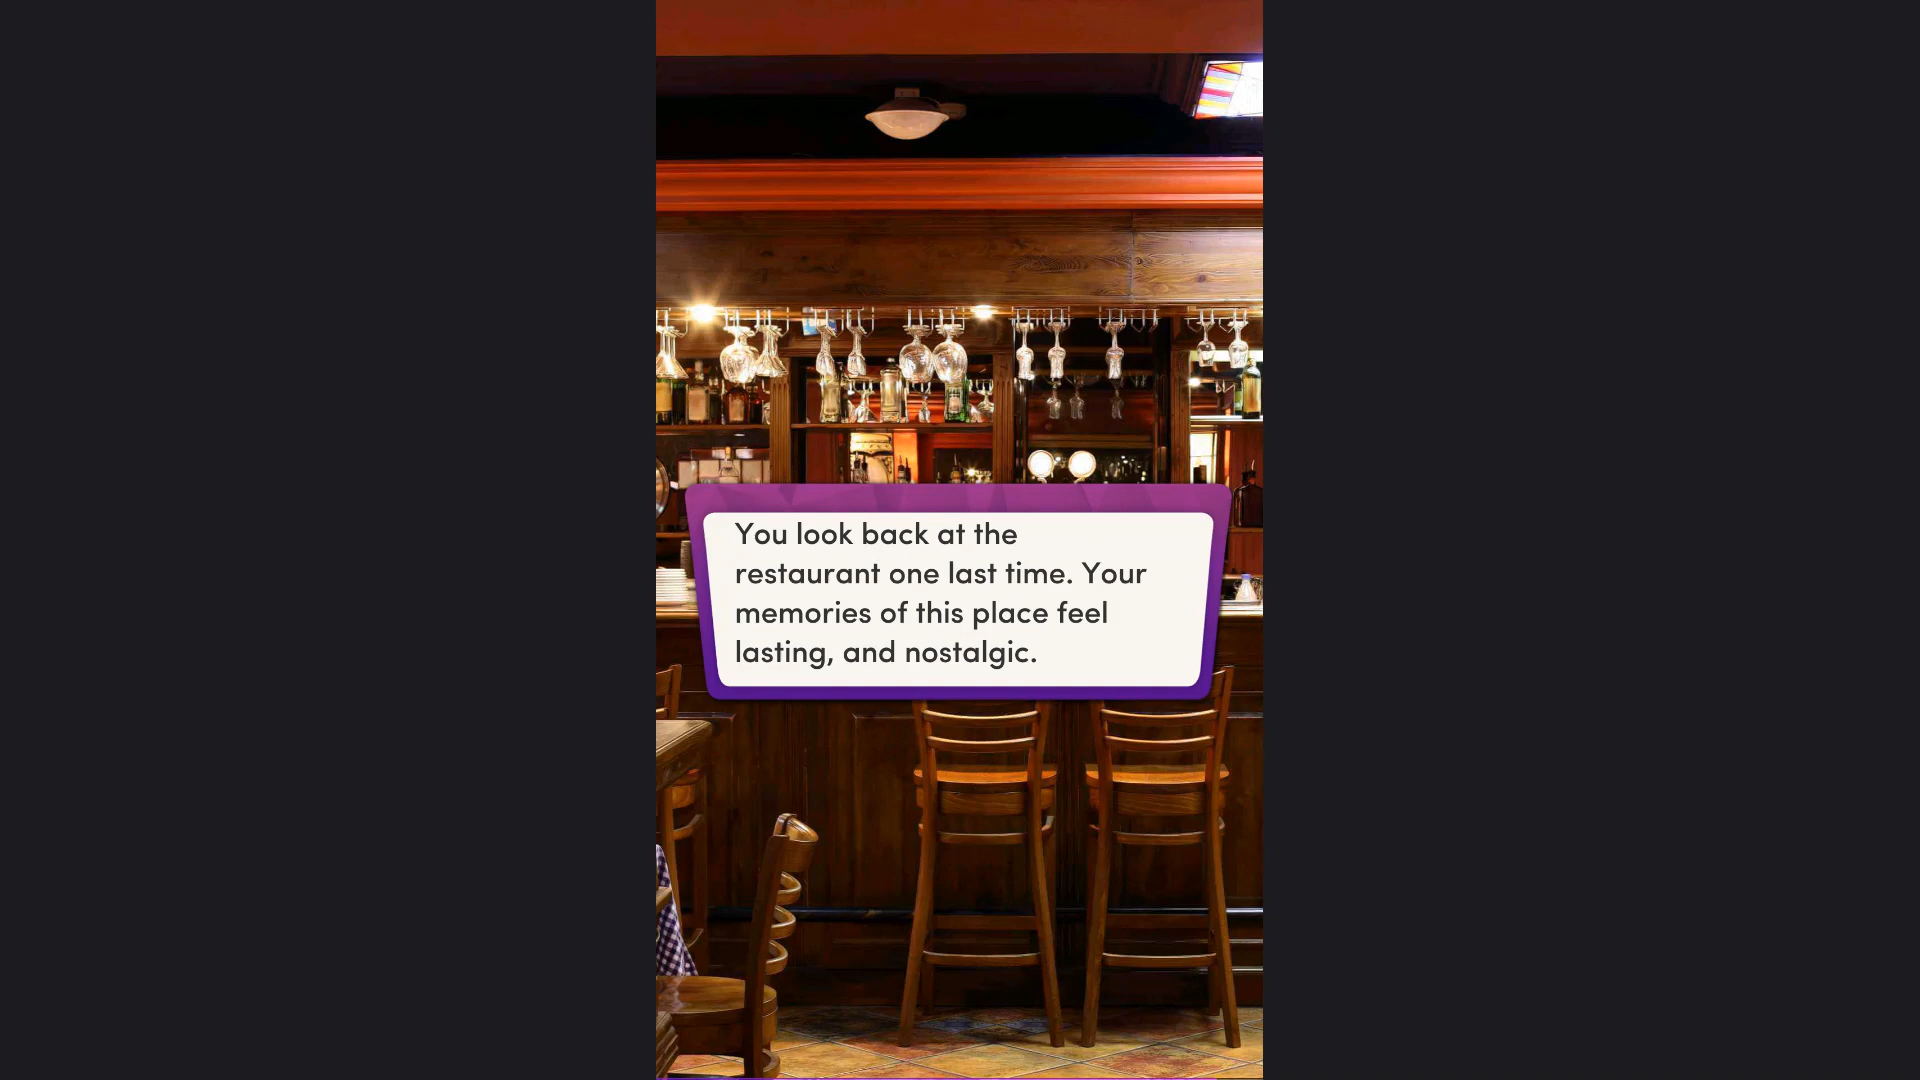 You look back at the
restaurant one last time. Your
memories of this place feel
lasting, and nostalgic.